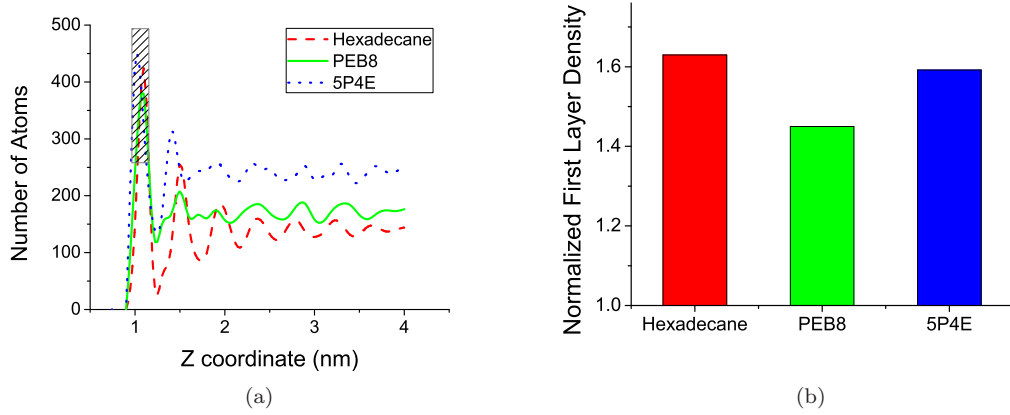 500
400
300
200
100
0
Number of Atoms
1
2
3
4
Z coordinate (nm)
Hexadecane
PEB8
5P4E
(a)
Normalized First Layer Density
1.6
1.4
1.2
1.0
Hexadecane
PEB8
5P4E
(b)